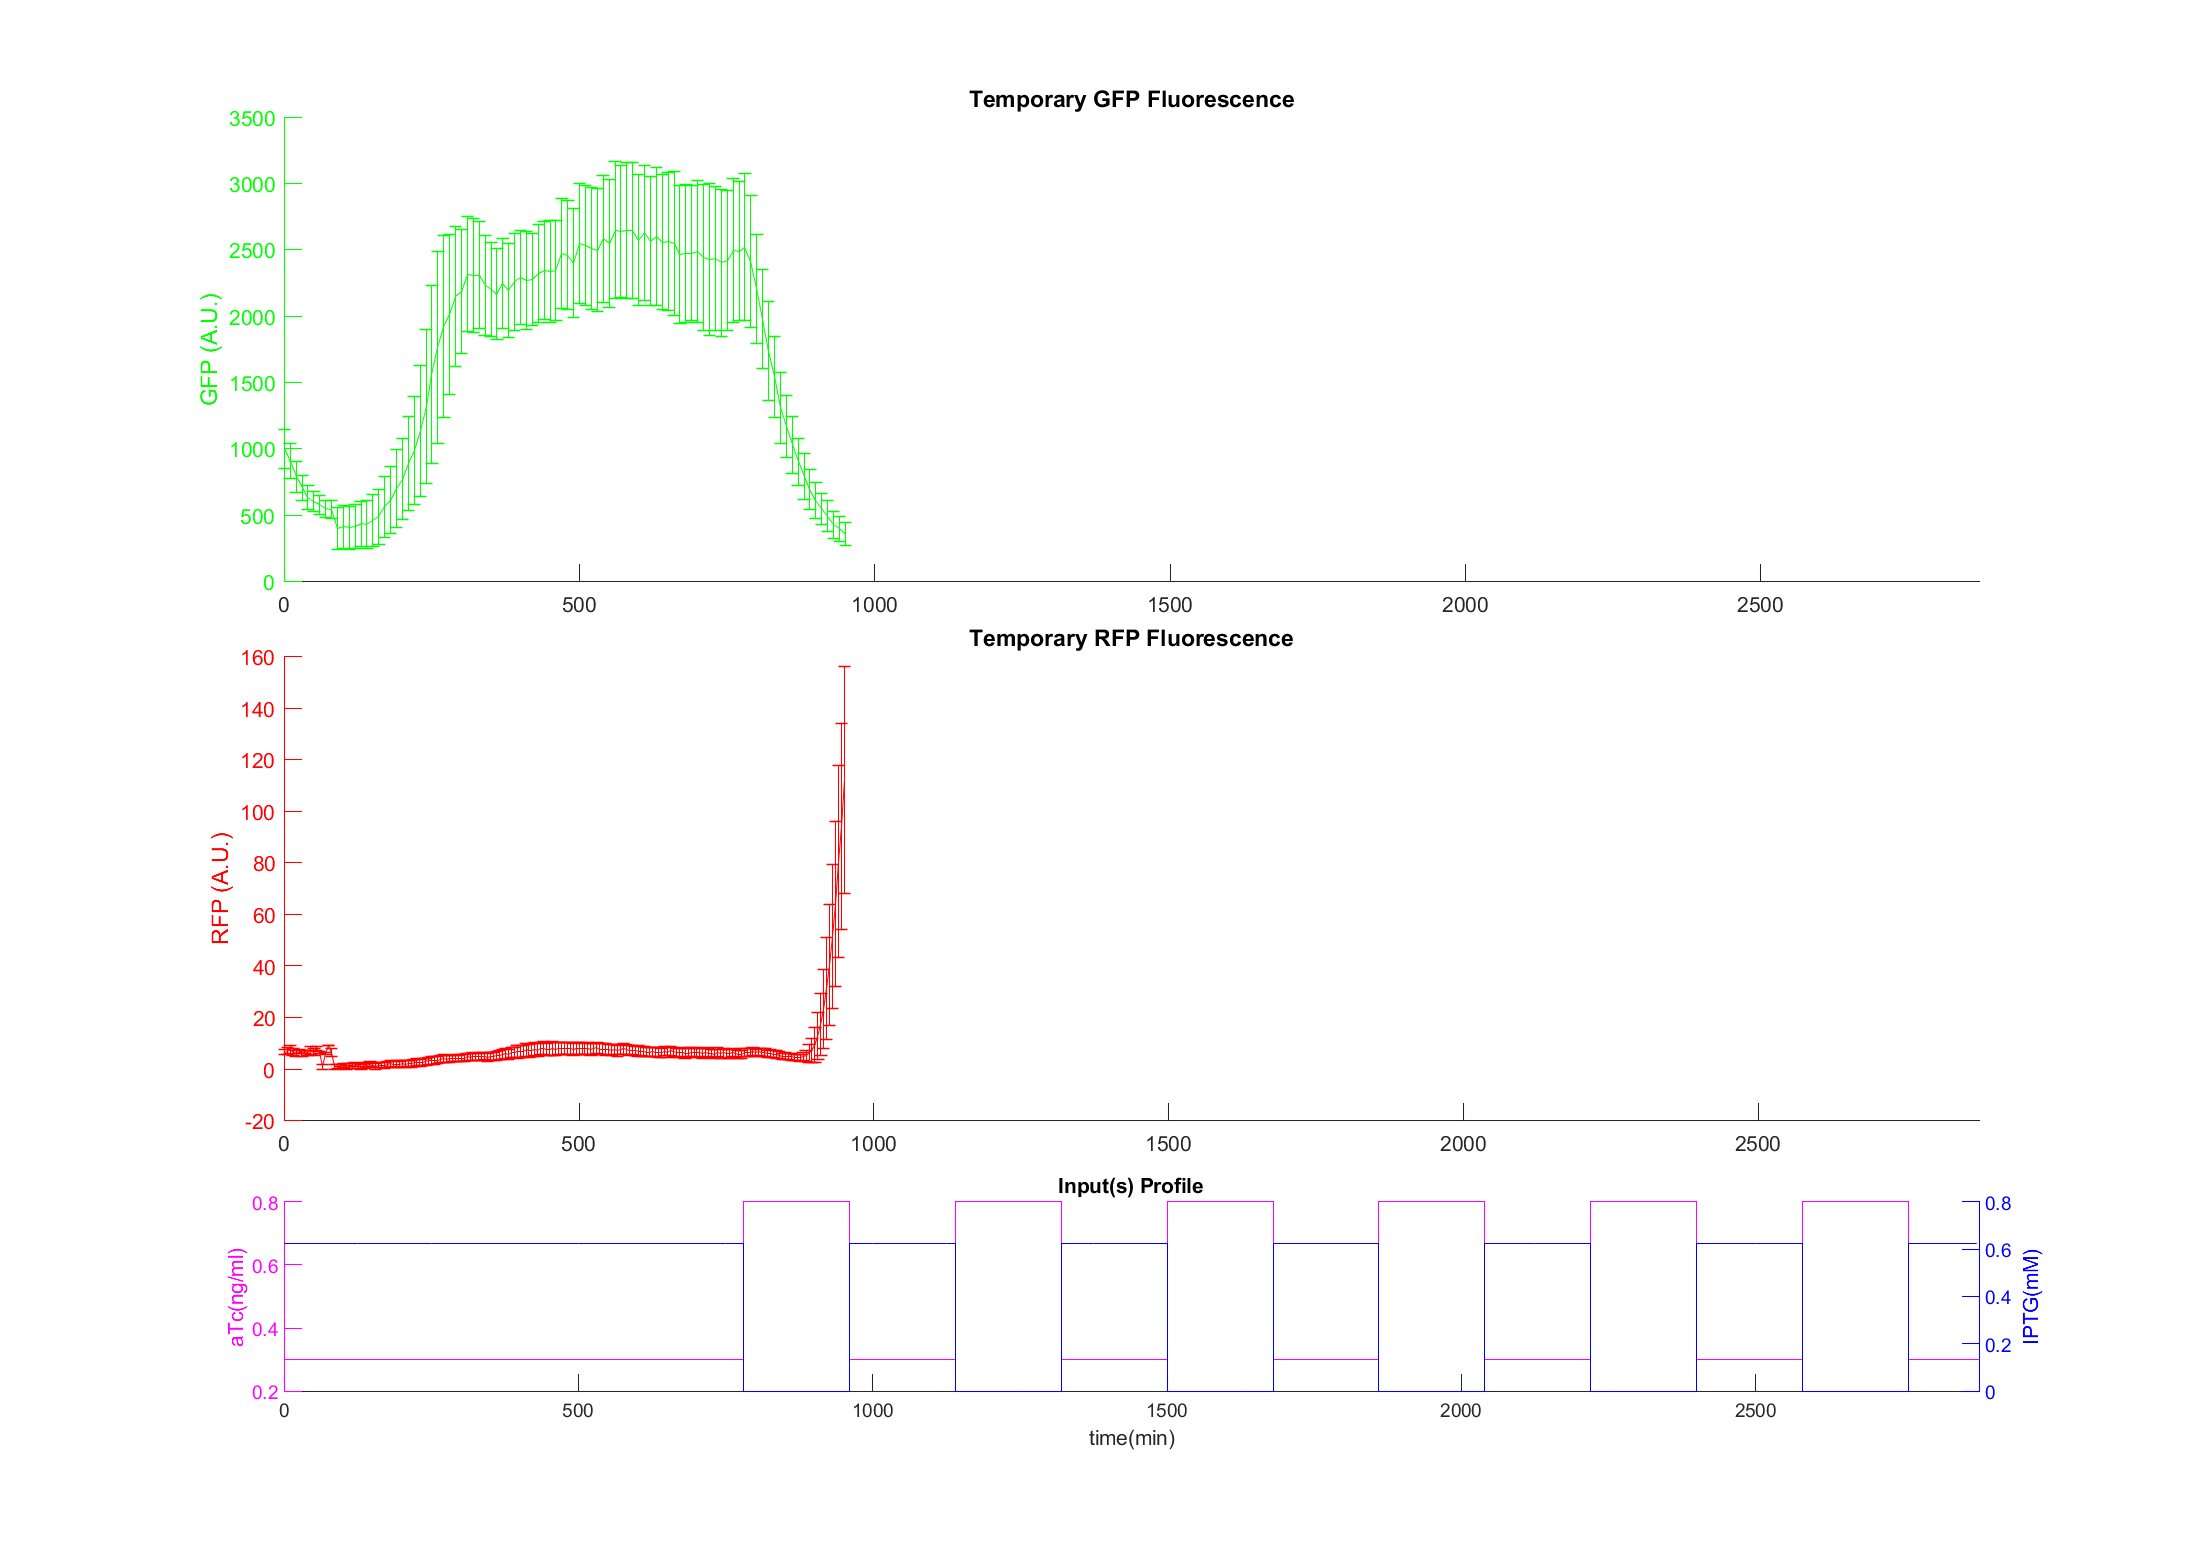 Temporary GFP Fluorescence
3500
3000
2500
2000
1500
1000
500
0
GFP (A.U.)
0 500 1000 1500 2000 2500
Temporary RFP Fluorescence
160
140
120
100
80
60
40
20
0
-20
RFP (A.U.)
0 500 1000 1500 2000 2500
Input(s) Profile
0.8
0.6
0.4
0.2
aTc(ng/ml)
0.8
0.6
0.4
0.2
0
IPTG(mM)
0 500 1000 1500 2000 2500
time(min)